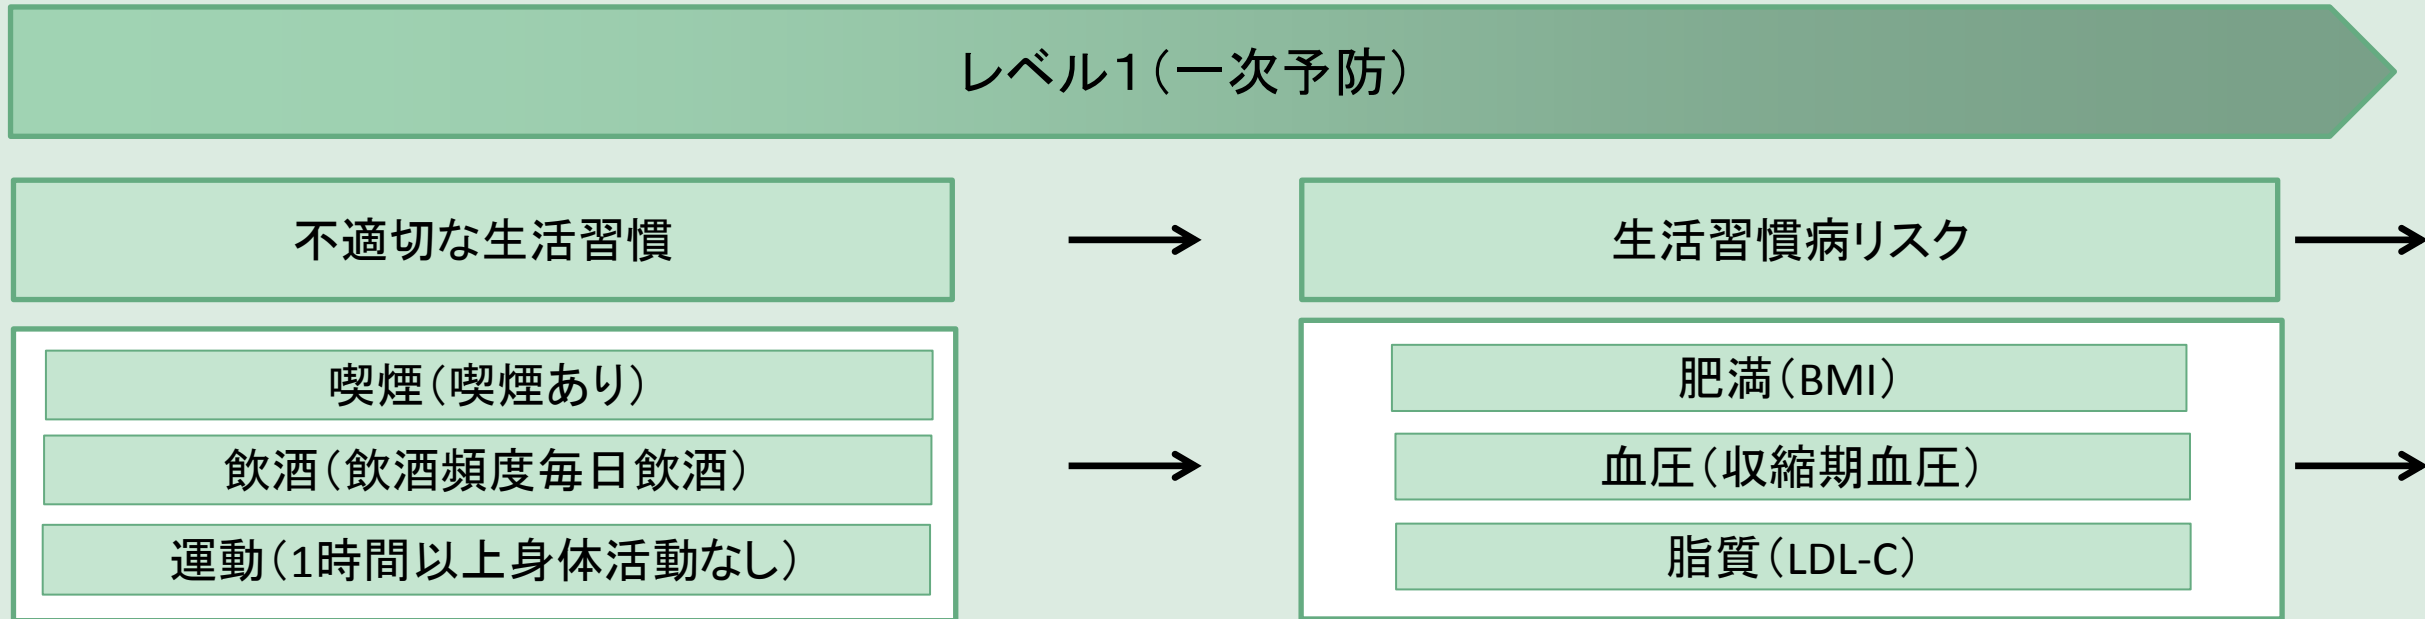 レベル1（一次予防）
不適切な生活習慣
生活習慣病リスク
喫煙（喫煙あり）
飲酒（飲酒頻度毎日飲酒）
運動（1時間以上身体活動なし）
肥満（BMI）
血圧（収縮期血圧）
脂質（LDL-C）